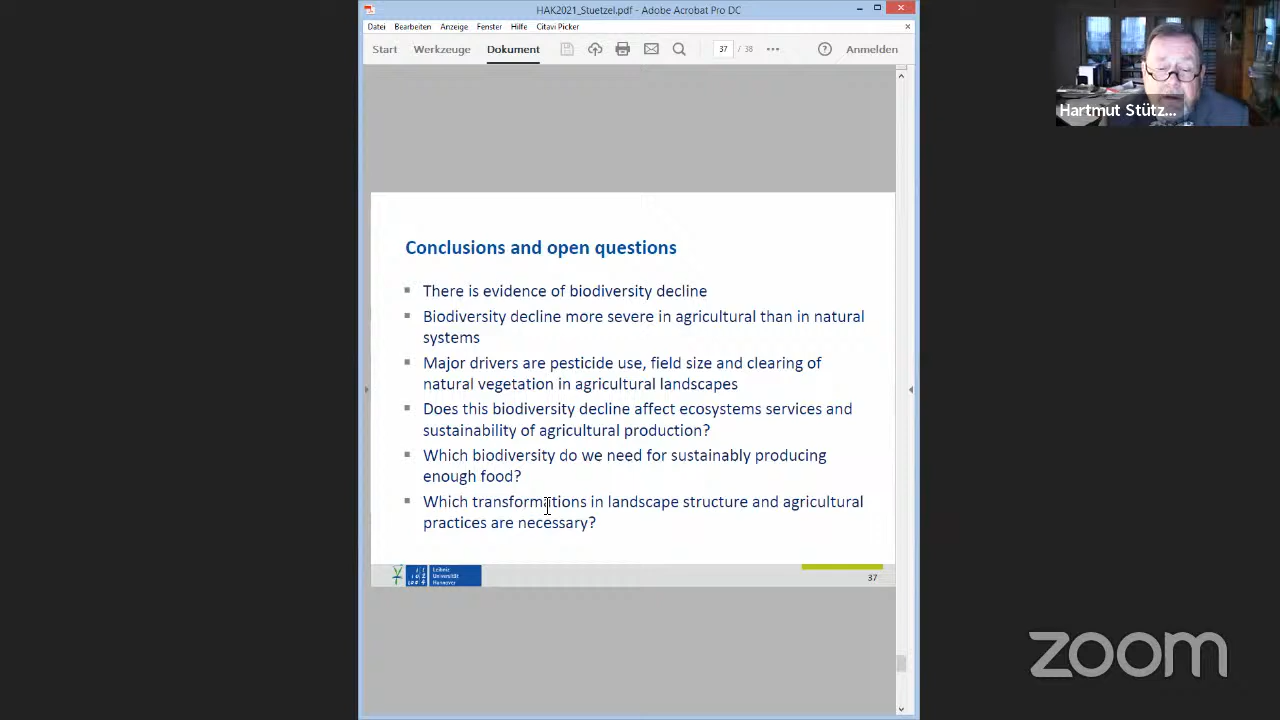 HAK2021_Stuetzel.pdf - Adobe Acrobat Pro DC
Datei Bearbeiten Anzeige Fenster Hilfe Citavi Picker
Start Werkzeuge Dokument 37 / 38 Anmelden
Hartmut Stütz...
Conclusions and open questions
There is evidence of biodiversity decline
Biodiversity decline more severe in agricultural than in natural
systems
Major drivers are pesticide use, field size and clearing of
natural vegetation in agricultural landscapes
Does this biodiversity decline affect ecosystems services and
sustainability of agricultural production?
Which biodiversity do we need for sustainably producing
enough food?
Which transformations in landscape structure and agricultural
practices are necessary?
Leibniz
Universität
Hannover
37
zoom